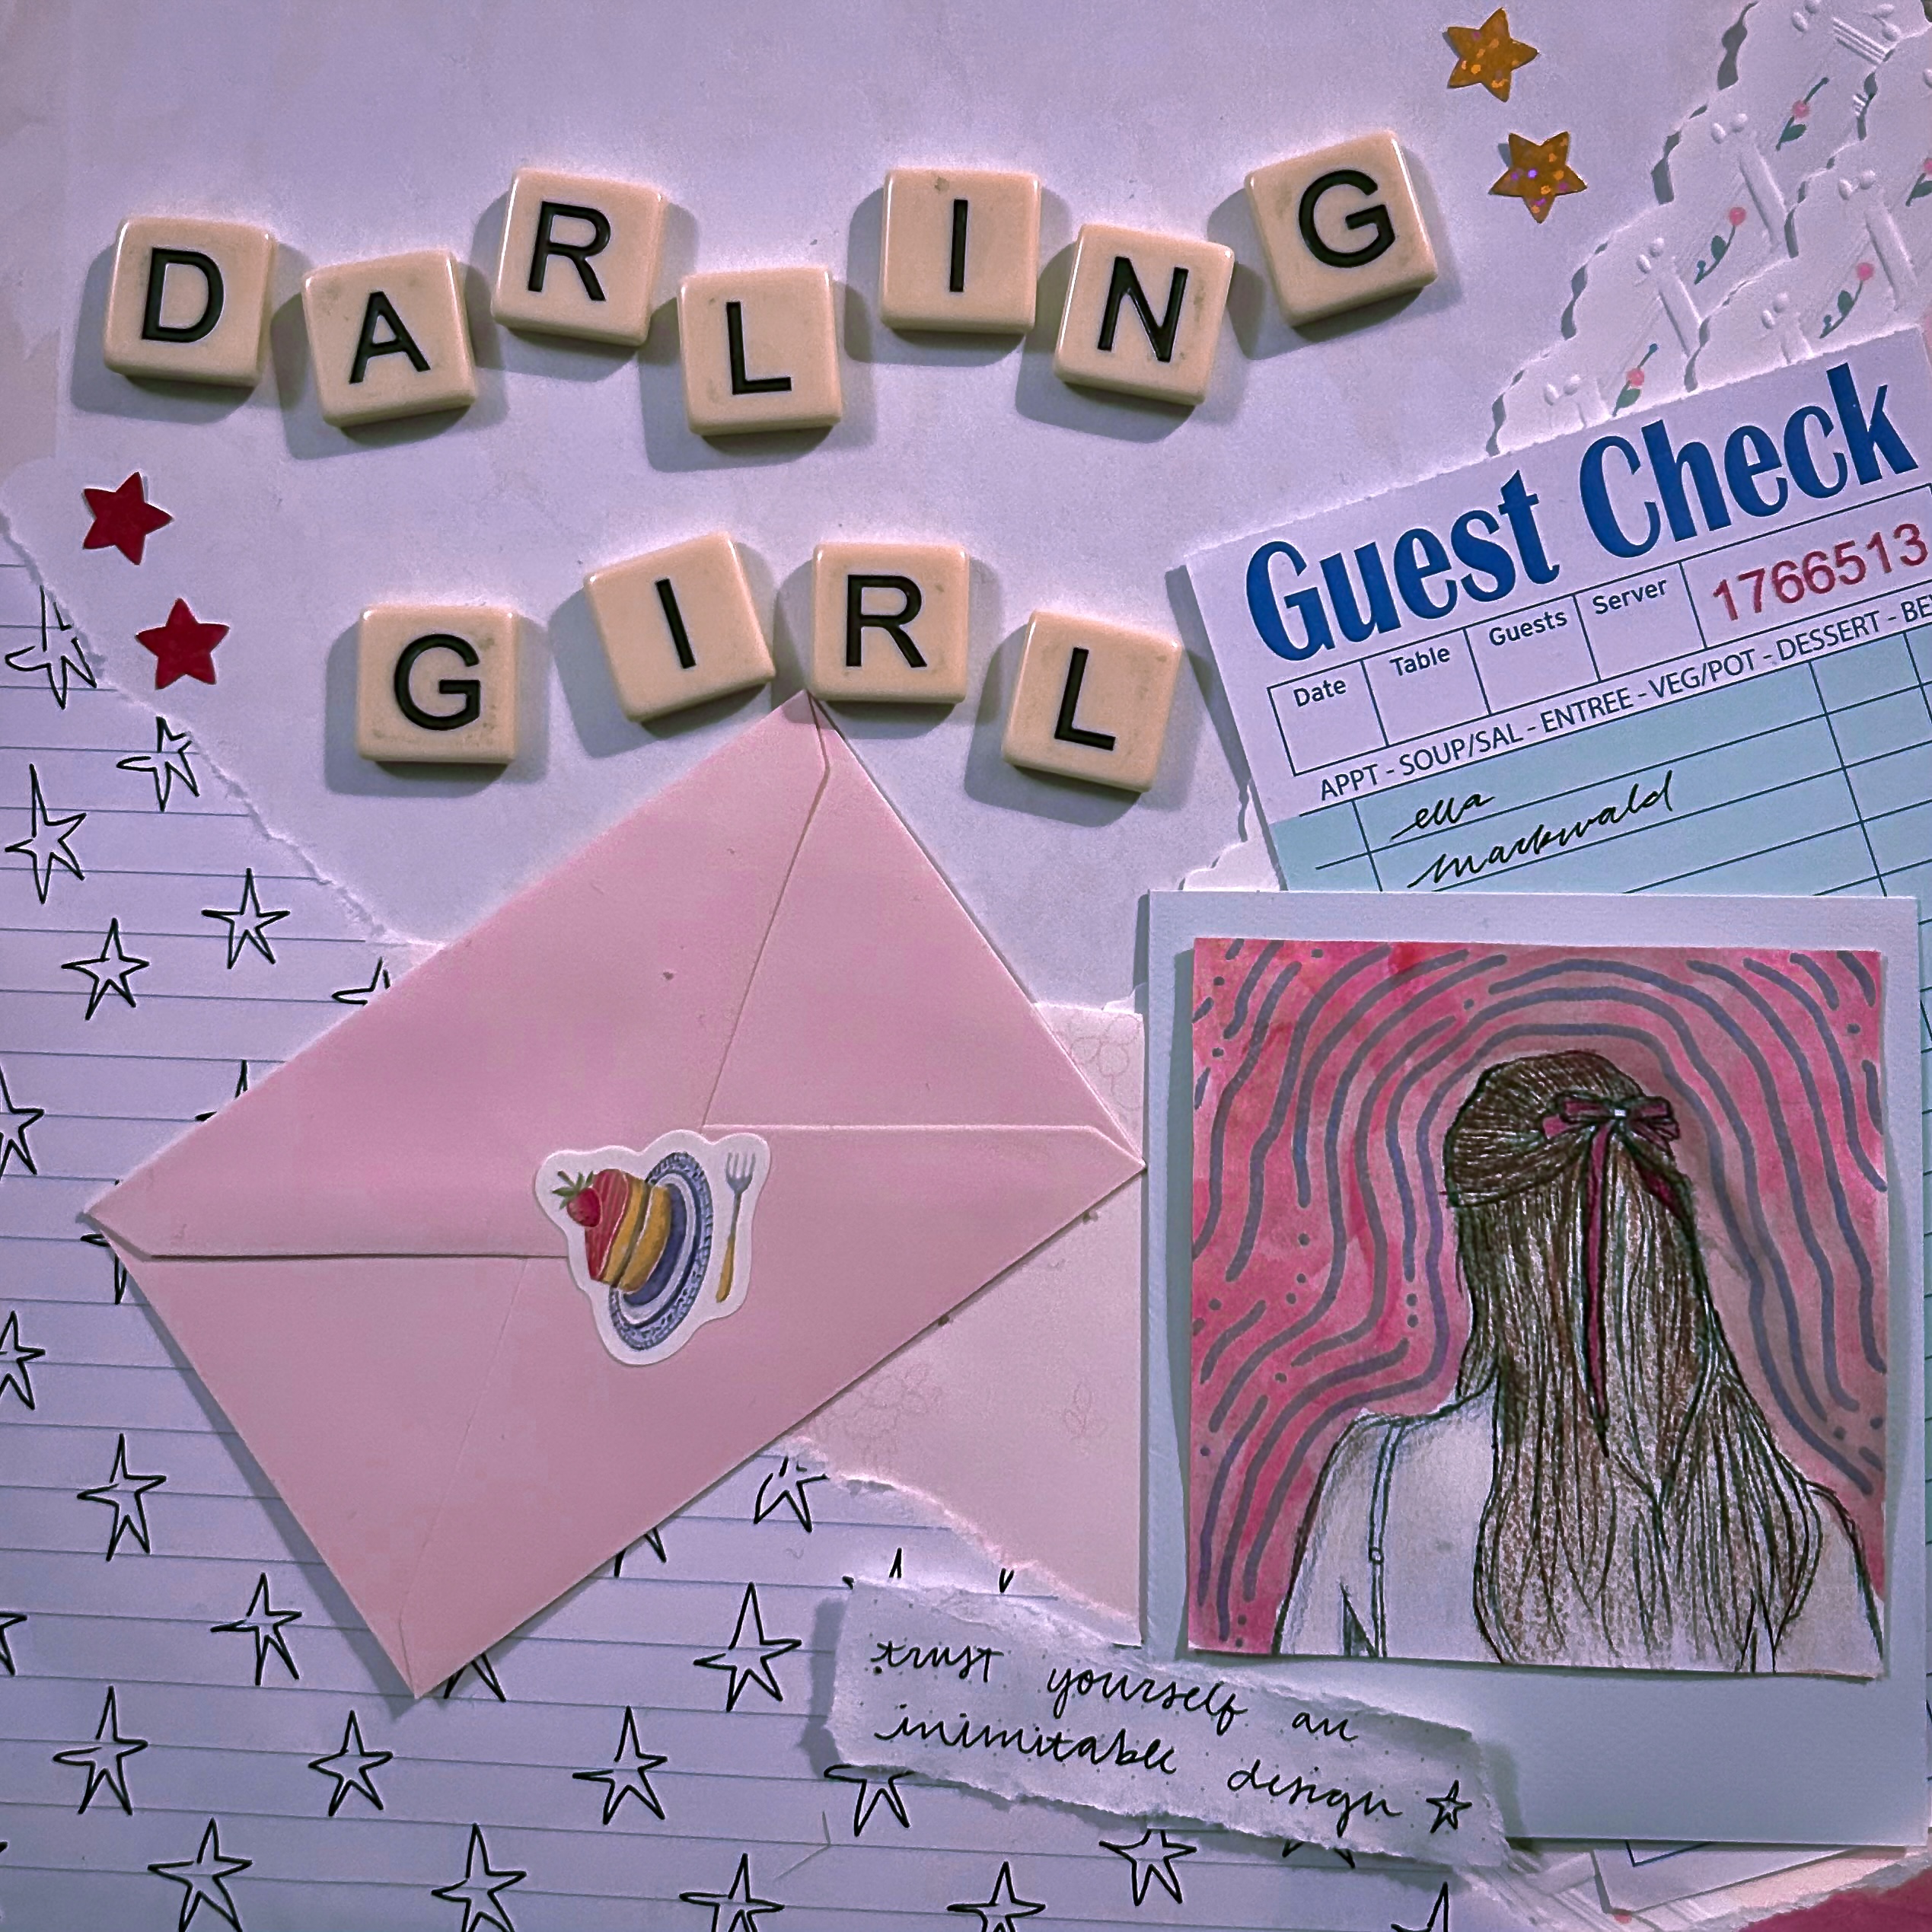 DARLING
GIRL
Guest Check
Date Table Guests Server 1766513
APPT - SOUP/SAL - ENTREE - VEG/POT - DESSERT - BE
ella
markwald
trust yourself an
inimitable design